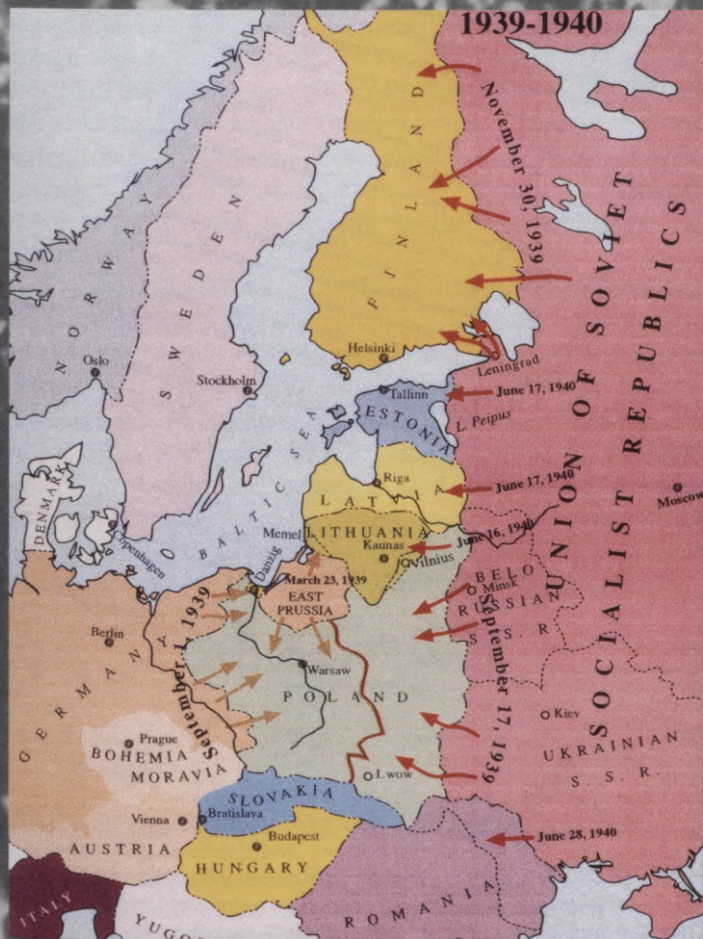 1939-1940
November 30, 1939
FINLAND
NORWAY
SWEDEN
UNION OF SOVIET
SOCIALIST REPUBLICS
Oslo
Stockholm
Helsinki
Leningrad
Tallinn
June 17, 1940
ESTONIA
L. Peipus
BALTIC SEA
Riga
LATVIA
June 17, 1940
Moscow
DENMARK
Copenhagen
Memel
LITHUANIA
June 16, 1940
Kaunas
Vilnius
Danzig
March 23, 1939
EAST
PRUSSIA
BELO
Minsk
RUSSIAN
S. S. R
September 1, 1939
September 17, 1939
Berlin
GERMANY
Warsaw
POLAND
Kiev
UKRAINIAN
S. S. R.
Prague
BOHEMIA
MORAVIA
Lwow
SLOVAKIA
Vienna
Bratislava
AUSTRIA
Budapest
HUNGARY
June 28, 1940
ROMANIA
ITALY
YUGO